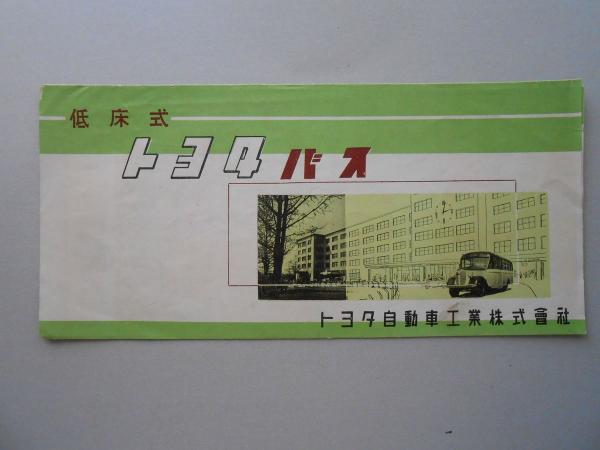 低床式
トヨタ バス
トヨタ自動車工業株式會社